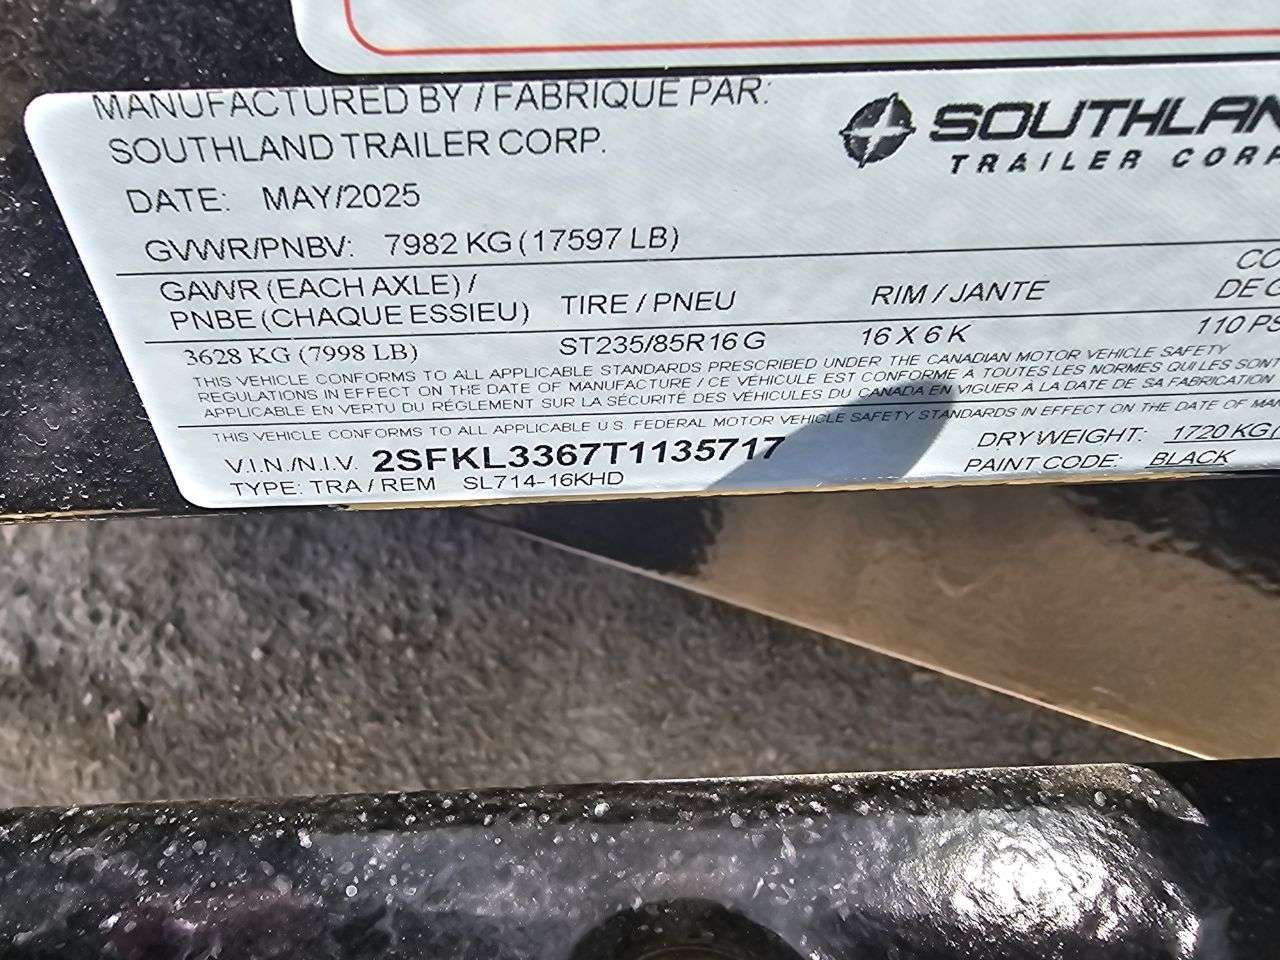 MANUFACTURED BY / FABRIQUÉ PAR:
SOUTHLAND TRAILER CORP.
SOUTHLAN
TRAILER CORP
DATE: MAY/2025
GVWR/PNBV: 7982 KG (17597 LB)
GAWR (EACH AXLE) /
PNBE (CHAQUE ESSIEU)
TIRE / PNEU
RIM / JANTE
CO
DE G
3628 KG (7998 LB)
ST235/85R16 G
16 X 6 K
110 PS
THIS VEHICLE CONFORMS TO ALL APPLICABLE STANDARDS PRESCRIBED UNDER THE CANADIAN MOTOR VEHICLE SAFETY
REGULATIONS IN EFFECT ON THE DATE OF MANUFACTURE / CE VÉHICULE EST CONFORME À TOUTES LES NORMES QUI LES SONT
APPLICABLE EN VERTU DU RÉGLEMENT SUR LA SÉCURITÉ DES VÉHICULES DU CANADA EN VIGUER À LA DATE DE SA FABRICATION
THIS VEHICLE CONFORMS TO ALL APPLICABLE U.S. FEDERAL MOTOR VEHICLE SAFETY STANDARDS IN EFFECT ON THE DATE OF MA
V.I.N./N.I.V. 2SFKL3367T1135717
DRY WEIGHT: 1720 KG/
TYPE: TRA / REM SL714-16KHD
PAINT CODE: BLACK